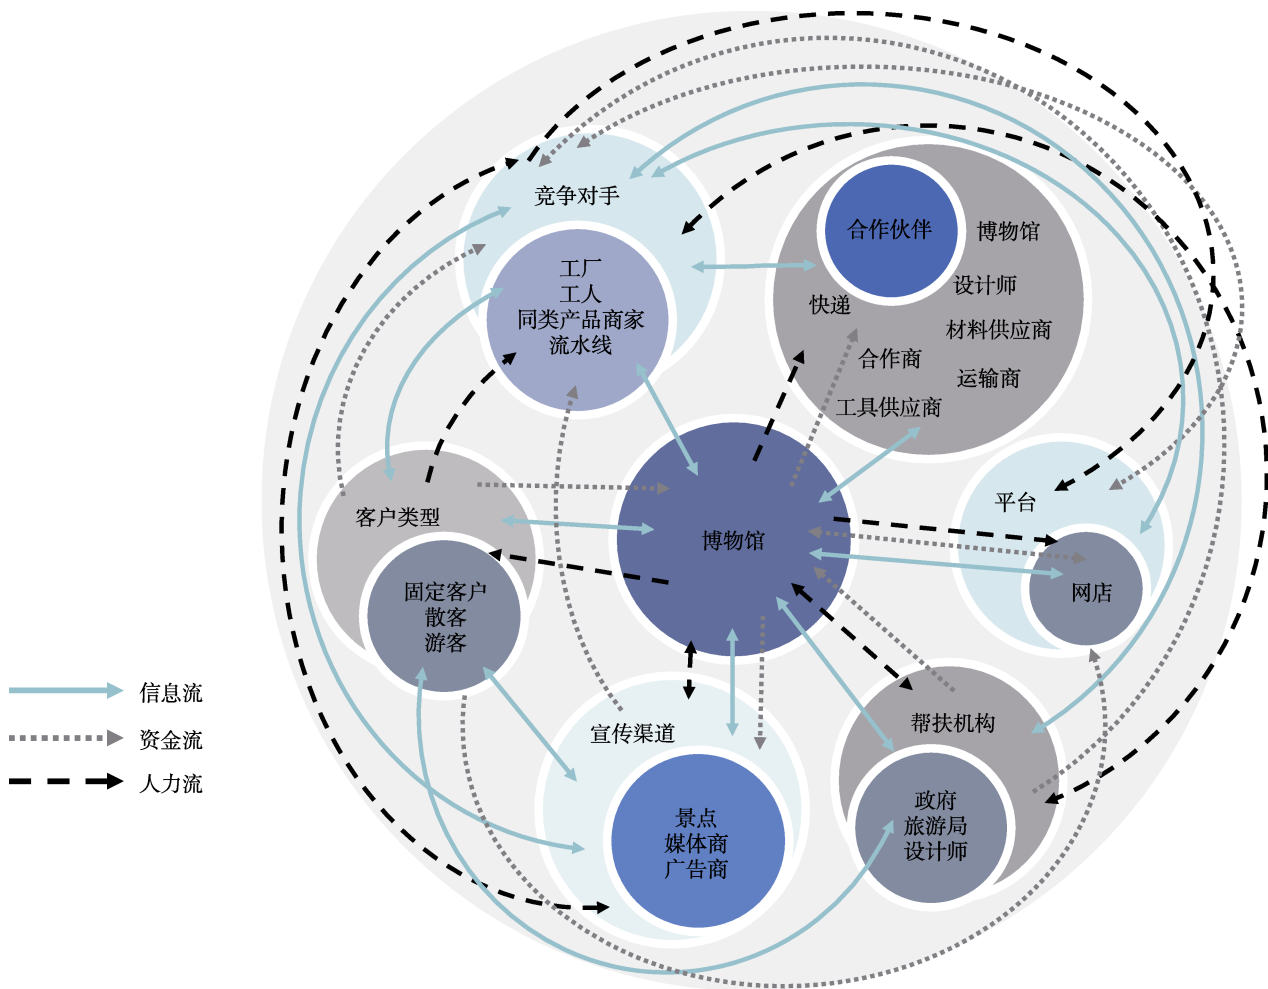 竞争对手
工厂
工人
同类产品商家
流水线
合作伙伴
博物馆
设计师
快递
材料供应商
合作商
运输商
工具供应商
客户类型
固定客户
散客
游客
博物馆
平台
网店
宣传渠道
景点
媒体商
广告商
帮扶机构
政府
旅游局
设计师
信息流
资金流
人力流